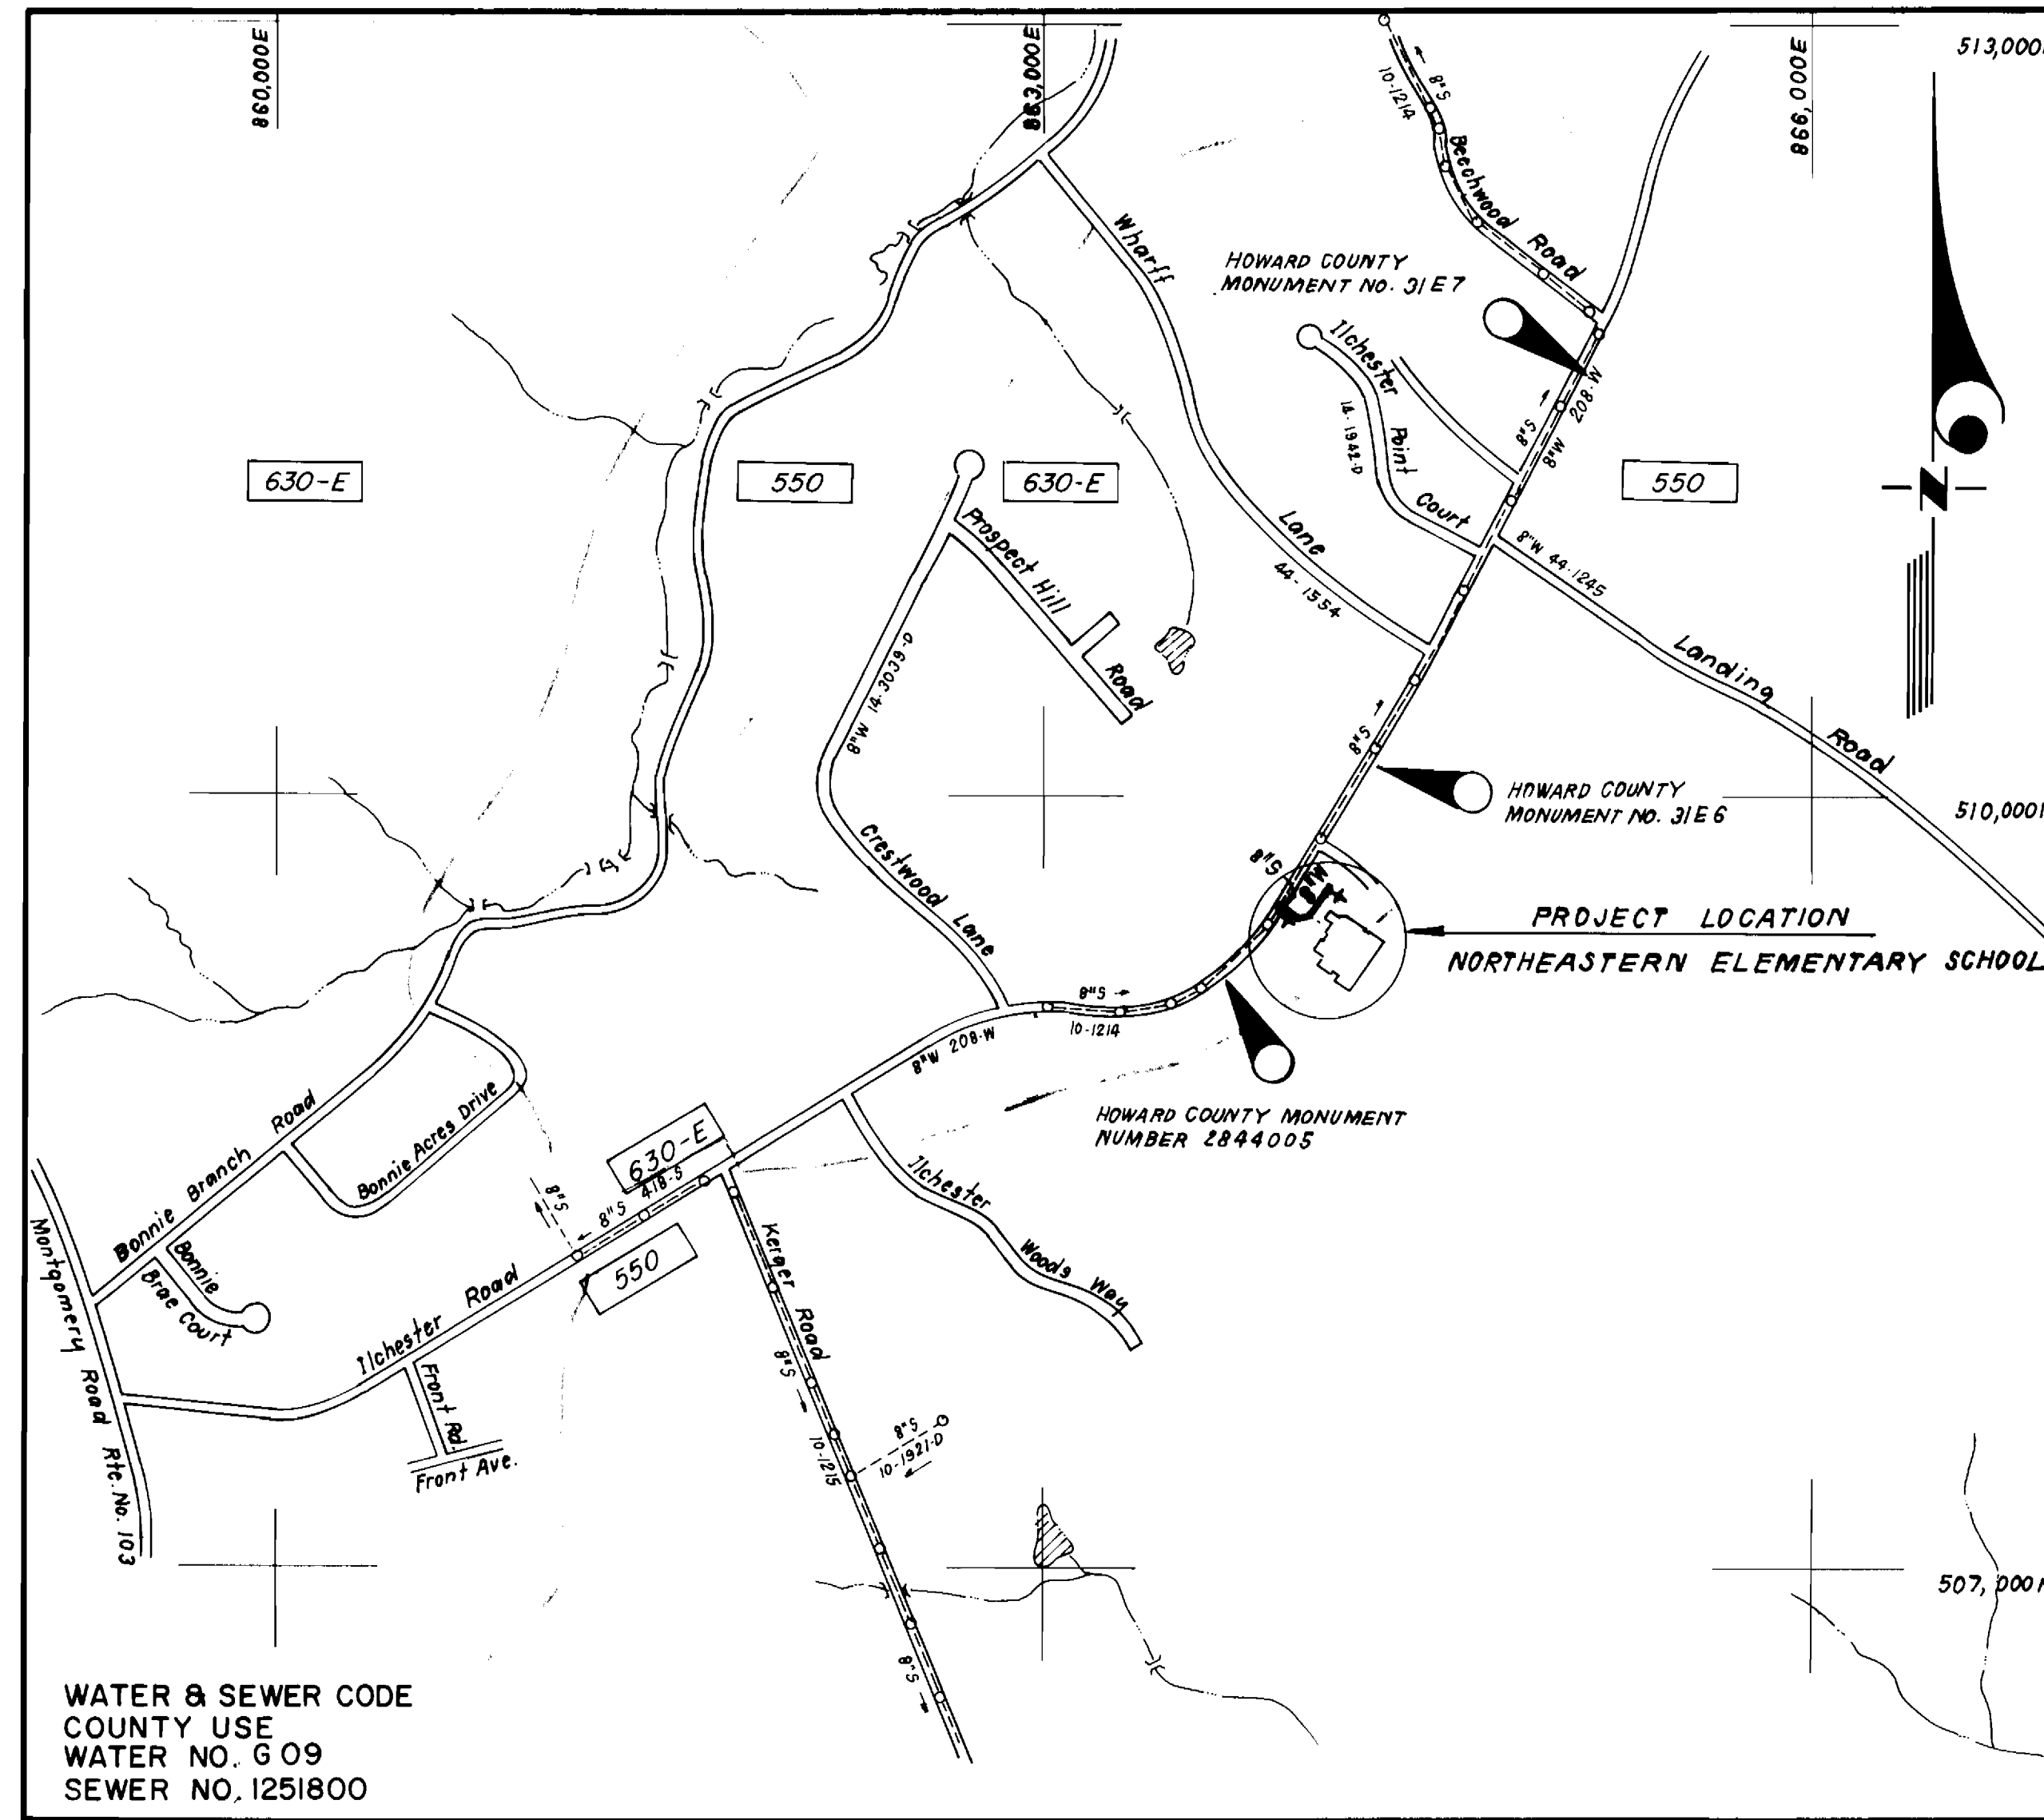 860,000E
863,000E
866,000E
513,000
8"S
10-1214
Beechwood Road
Wharff Lane
44-1554
HOWARD COUNTY
MONUMENT NO. 31E7
Ilchester Point Court
14-1942-D
8"S
8"W 208-W
630-E
550
630-E
550
N
8"W 44-1245
Landing Road
Prospect Hill Road
8"W 14-3039-D
Crestwood Lane
8"S
HOWARD COUNTY
MONUMENT NO. 31E6
510,000
8"S
8"W
PROJECT LOCATION
NORTHEASTERN ELEMENTARY SCHOOL
8"S
10-1214
8"W 208-W
HOWARD COUNTY MONUMENT
NUMBER 2844005
Bonnie Branch Road
Bonnie Acres Drive
630-E
418-S
8"S
8"S
550
Ilchester Woods Way
Kerger Road
Montgomery Road Rte. No. 103
Bonnie
Brae Court
Ilchester Road
Front Rd.
Front Ave.
8"S
10-1215
8"S
10-1921-D
8"S
507,000
WATER & SEWER CODE
COUNTY USE
WATER NO. G09
SEWER NO. 1251800